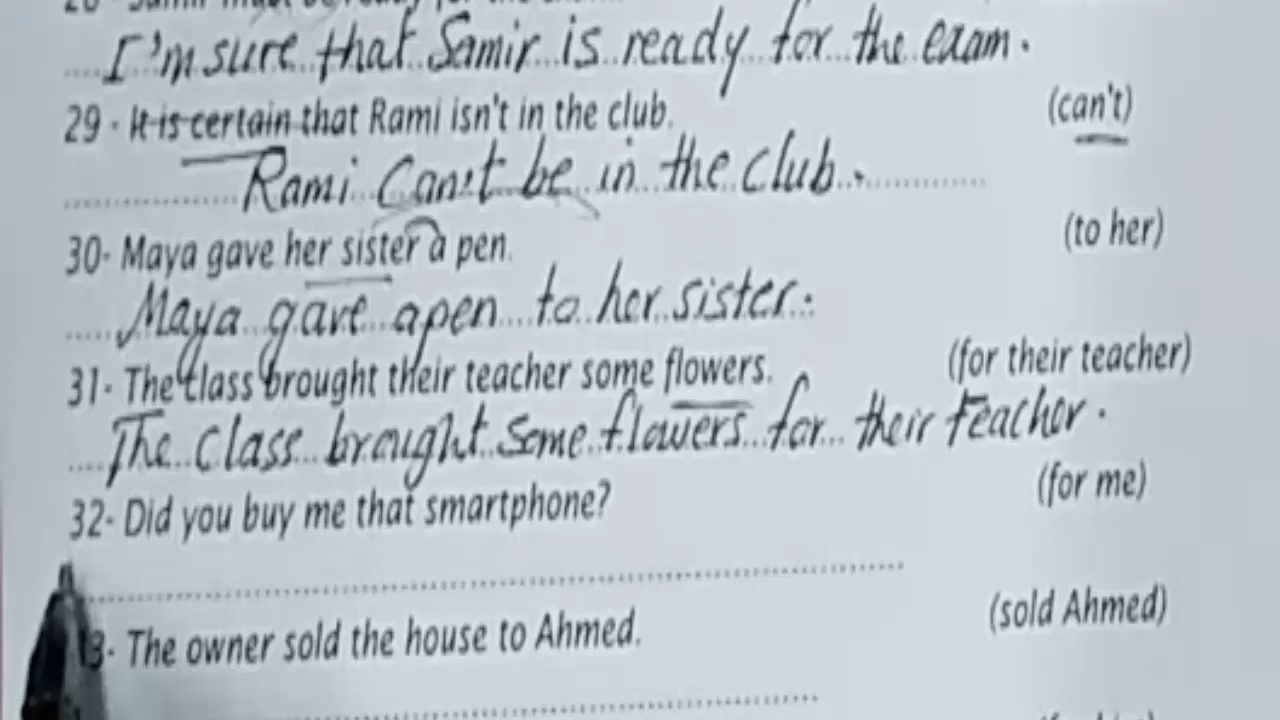 I'm sure that Samir is ready for the exam.
29 - It is certain that Rami isn't in the club. (can't)
Rami Can't be in the club.
30- Maya gave her sister a pen. (to her)
Maya gave apen to her sister.
31- The class brought their teacher some flowers. (for their teacher)
The class brought some flowers for their teacher.
32- Did you buy me that smartphone? (for me)
3- The owner sold the house to Ahmed. (sold Ahmed)